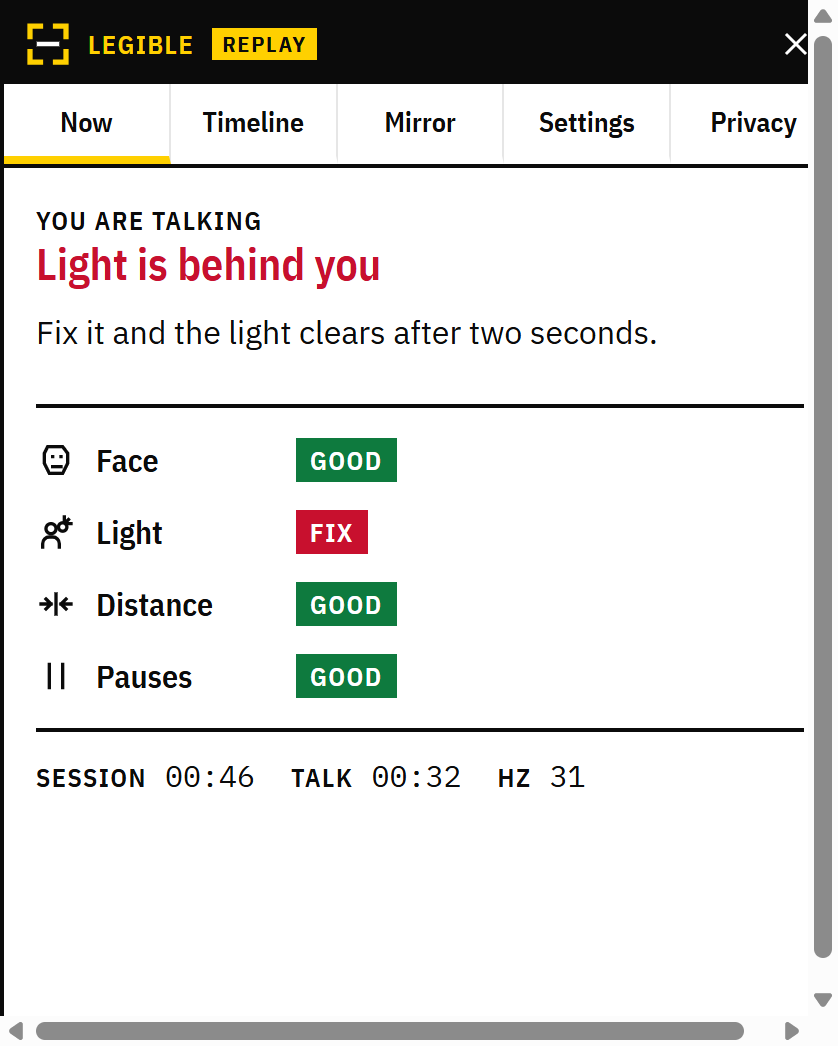 LEGIBLE REPLAY
Now Timeline Mirror Settings Privacy
YOU ARE TALKING
Light is behind you
Fix it and the light clears after two seconds.
Face GOOD
Light FIX
Distance GOOD
Pauses GOOD
SESSION 00:46 TALK 00:32 HZ 31